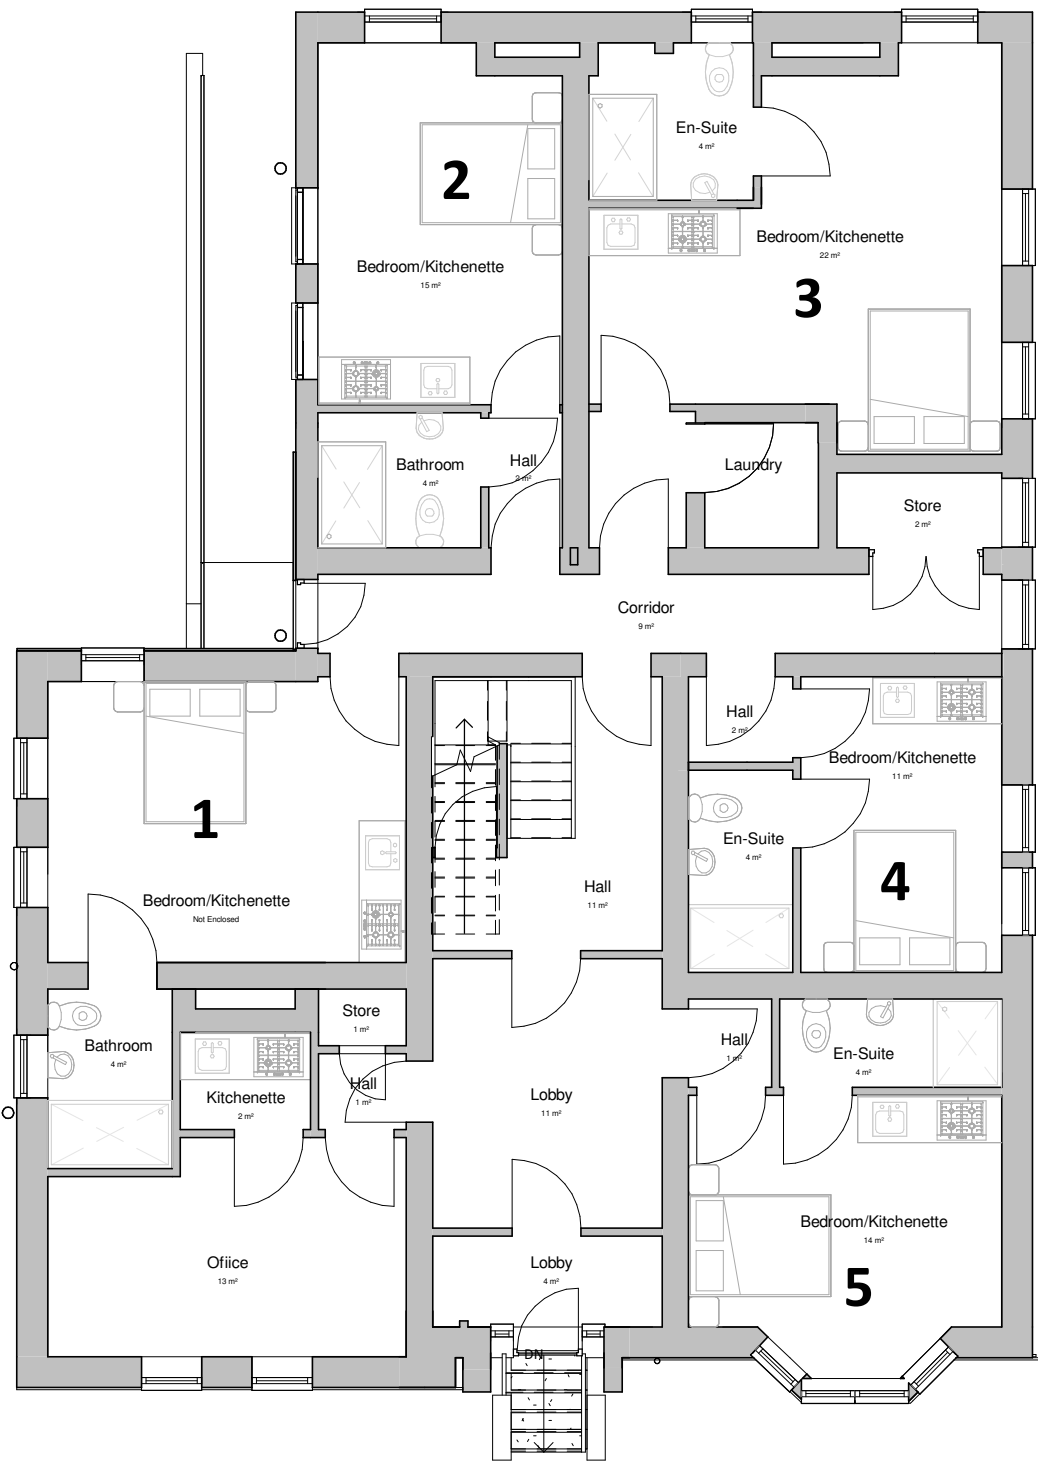 En-Suite
4 m²
2
Bedroom/Kitchenette
15 m²
Bedroom/Kitchenette
22 m²
3
Bathroom
4 m²
Hall
2 m²
Laundry
Store
2 m²
Corridor
9 m²
Hall
2 m²
Bedroom/Kitchenette
11 m²
1
En-Suite
4 m²
4
Bedroom/Kitchenette
Not Enclosed
Hall
11 m²
Store
1 m²
Bathroom
4 m²
Hall
1 m²
En-Suite
4 m²
Kitchenette
2 m²
Hall
1 m²
Lobby
11 m²
Bedroom/Kitchenette
14 m²
Ofiice
13 m²
Lobby
4 m²
5
DN